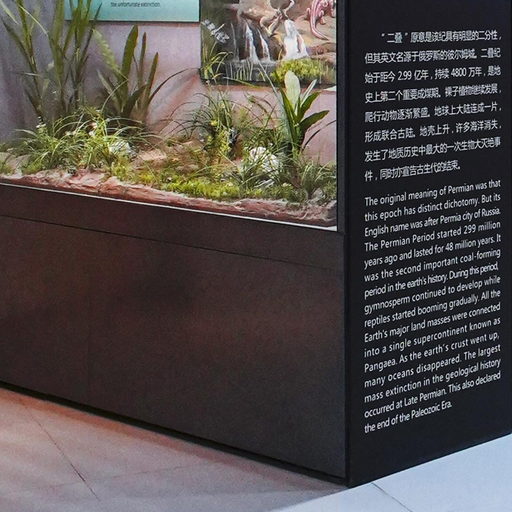 the unfortunate extinction.
“二叠”原意是该纪具有明显的二分性,
但其英文名源于俄罗斯的彼尔姆城。二叠纪
始于距今 2.99 亿年,持续 4800 万年,是地
史上第二个重要成煤期。裸子植物继续发展,
爬行动物逐渐繁盛。地球上大陆连成一片,
形成联合古陆。地壳上升,许多海洋消失,
发生了地质历史中最大的一次生物大灭绝事
件,同时亦宣告古生代的结束。
The original meaning of Permian was that
this epoch has distinct dichotomy. But its
English name was after Permia city of Russia.
The Permian Period started 299 million
years ago and lasted for 48 million years. It
was the second important coal-forming
period in the earth's history. During this period,
gymnosperm continued to develop while
reptiles started booming gradually. All the
Earth's major land masses were connected
into a single supercontinent known as
Pangaea. As the earth's crust went up,
many oceans disappeared. The largest
mass extinction in the geological history
occurred at Late Permian. This also declared
the end of the Paleozoic Era.